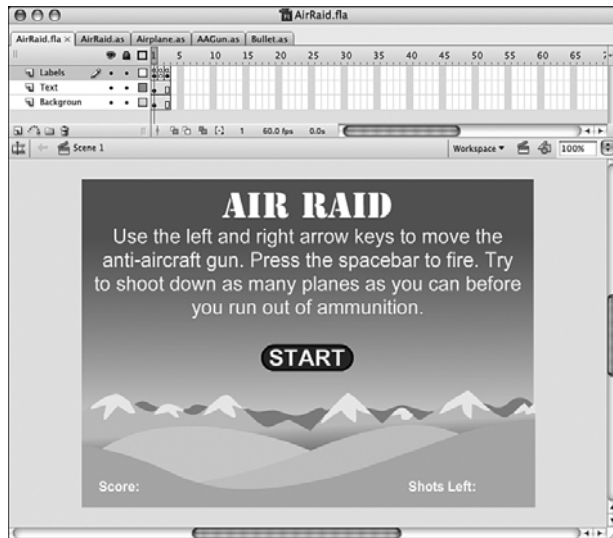 AirRaid.fla
AirRaid.fla × AirRaid.as Airplane.as AAGun.as Bullet.as
1 5 10 15 20 25 30 35 40 45 50 55 60 65
Labels
Text
Backgroun
1 60.0 fps 0.0s
Scene 1 Workspace 100%
AIR RAID
Use the left and right arrow keys to move the
anti-aircraft gun. Press the spacebar to fire. Try
to shoot down as many planes as you can before
you run out of ammunition.
START
Score: Shots Left: